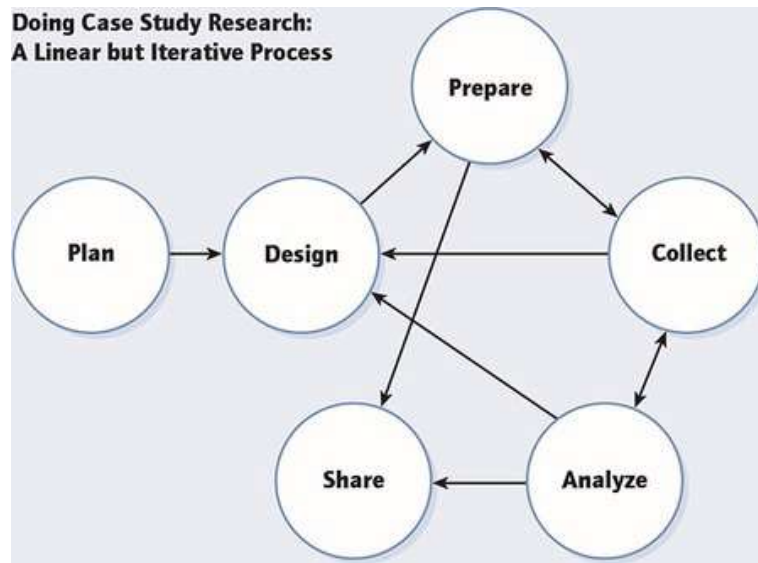 Doing Case Study Research:
A Linear but Iterative Process
Prepare
Plan
Design
Collect
Share
Analyze